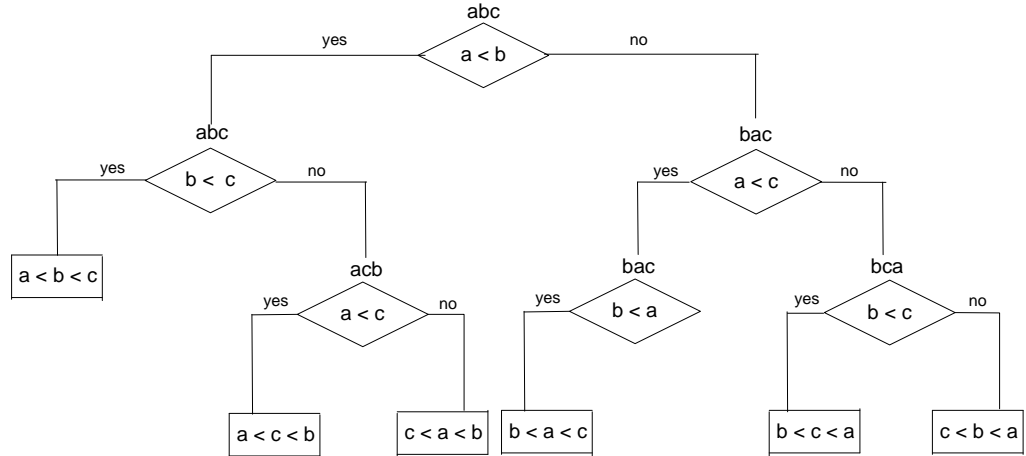 abc
yes
a < b
no
abc
bac
yes
b < c
no
yes
a < c
no
a < b < c
acb
bac
bca
yes
a < c
no
yes
b < a
yes
b < c
no
a < c < b
c < a < b
b < a < c
b < c < a
c < b < a